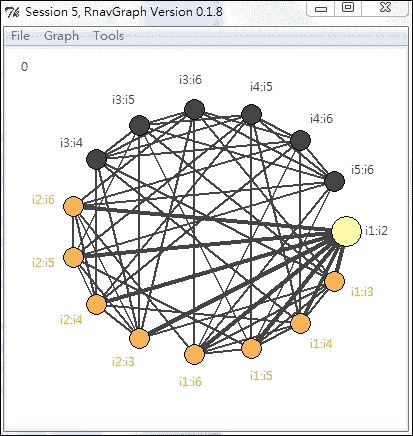 Session 5, RnavGraph Version 0.1.8
File Graph Tools
0
i3:i6
i3:i5
i4:i5
i4:i6
i3:i4
i5:i6
i2:i6
i1:i2
i2:i5
i1:i3
i2:i4
i1:i4
i2:i3
i1:i6
i1:i5